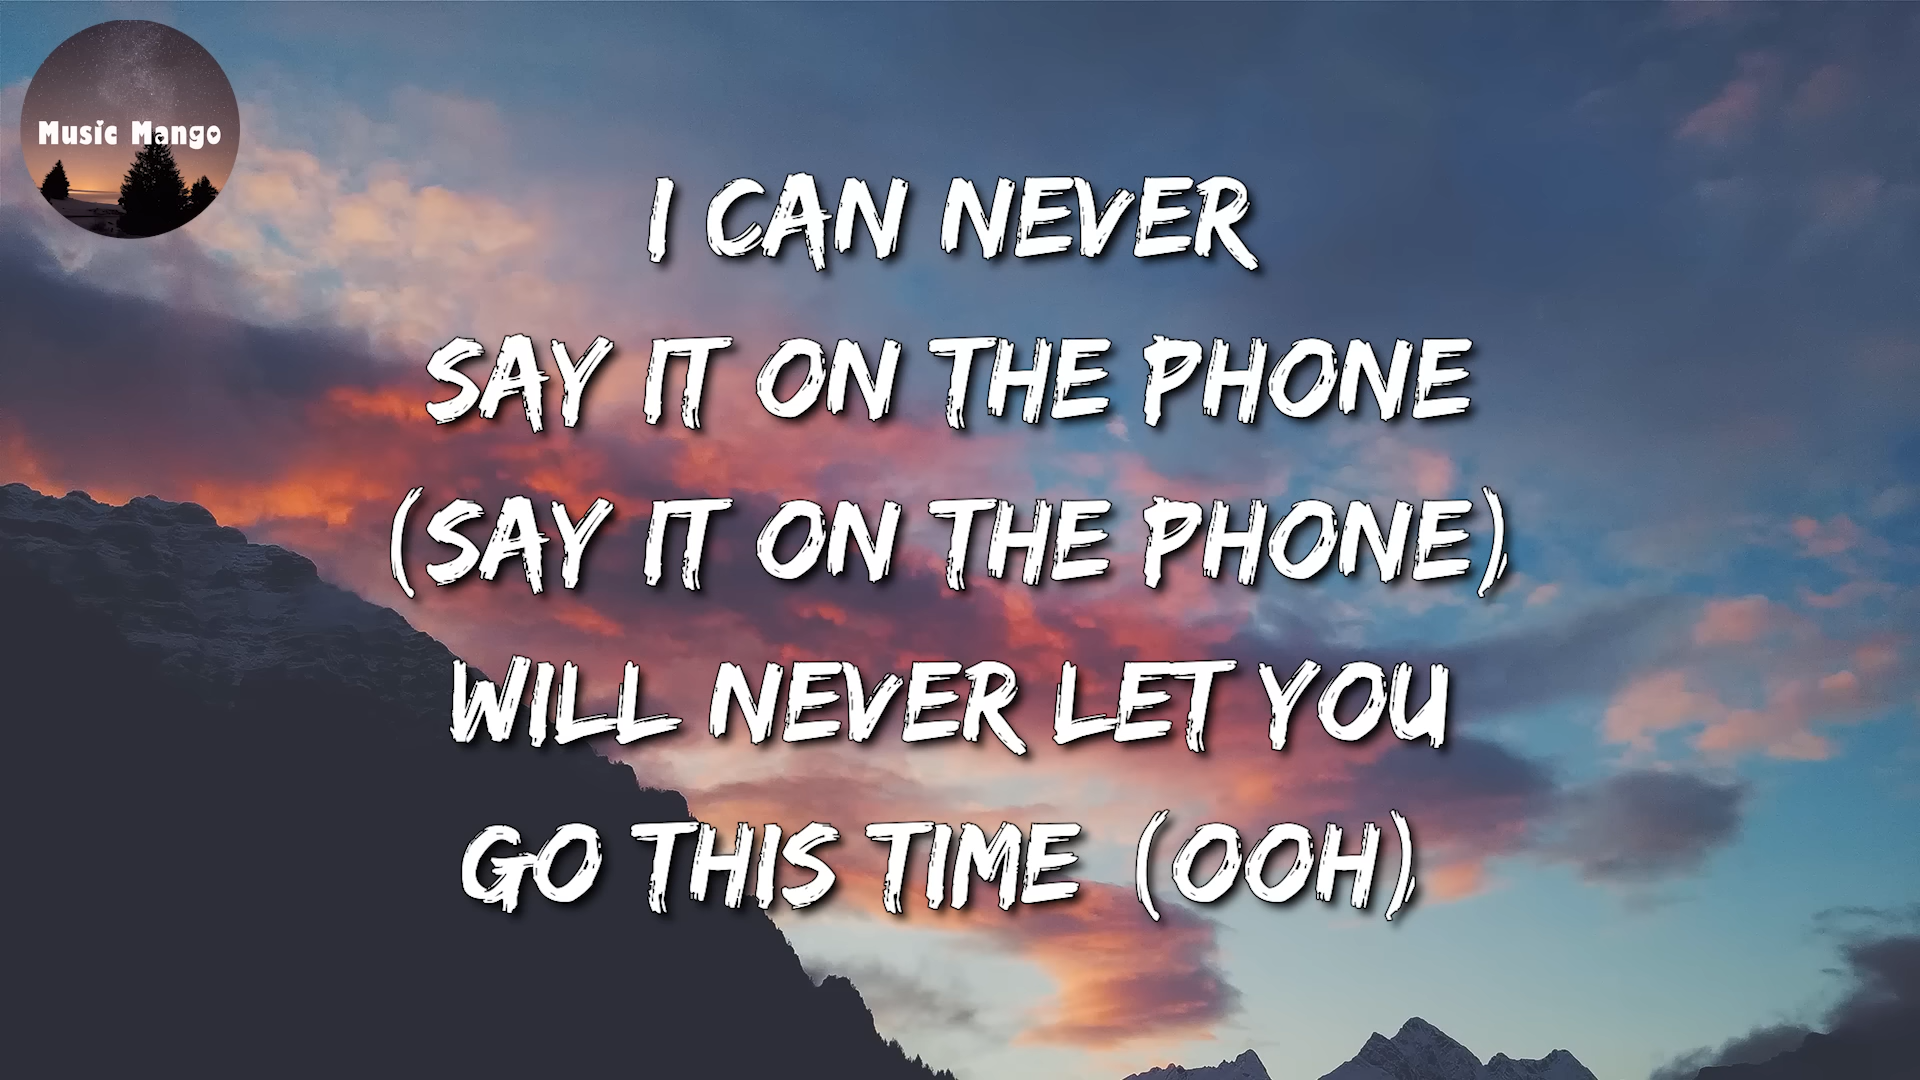 Music Mango
I CAN NEVER
SAY IT ON THE PHONE
(SAY IT ON THE PHONE)
WILL NEVER LET YOU
GO THIS TIME (OOH)